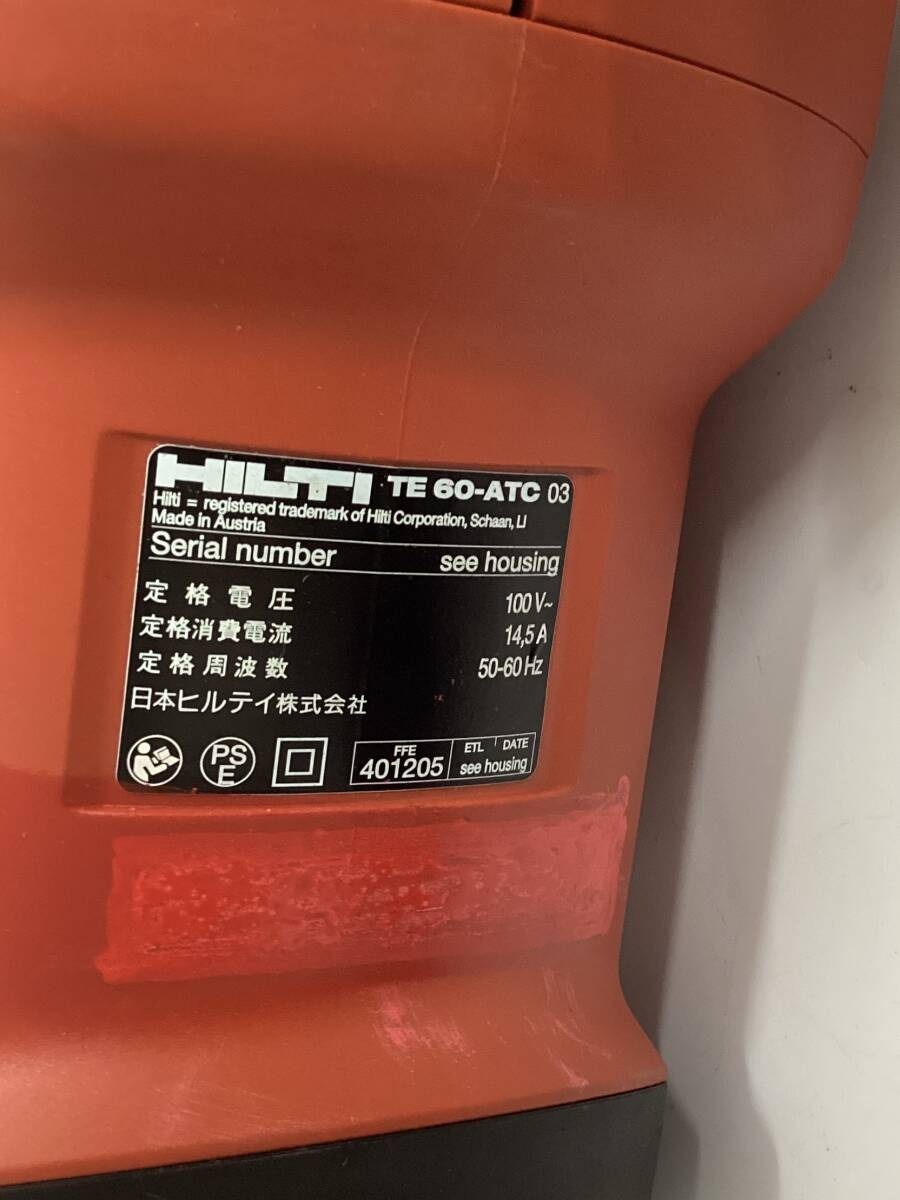 HILTI TE 60-ATC 03
Hilti = registered trademark of Hilti Corporation, Schaan, LI
Made in Austria
Serial number see housing
定格電圧 100 V~
定格消費電流 14,5 A
定格周波数 50-60 Hz
日本ヒルティ株式会社
PS E
FFE 401205
ETL DATE
see housing